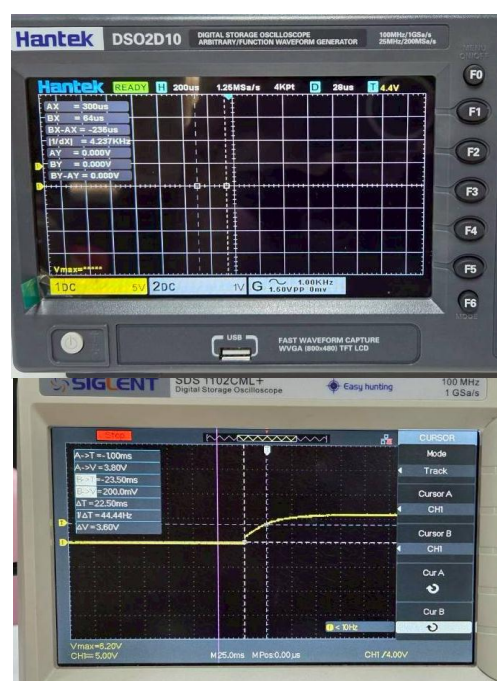 Hantek DSO2D10 DIGITAL STORAGE OSCILLOSCOPE 100MHz/1GSa/s
ARBITRARY/FUNCTION WAVEFORM GENERATOR 25MHz/200MSa/s
Hantek READY H 200us 1.25MSa/s 4KPt D 28us T 4.4V
F0
AX = 300us
BX = 64us
BX-AX = -236us
|1/dX| = 4.237KHz
AY = 0.000V
BY = 0.000V
BY-AY = 0.000V
F1
F2
F3
F4
F5
F6
Vmax=*****
1DC 5V 2DC 1V G 1.00KHz
1.50VPP 0mv
USB
FAST WAVEFORM CAPTURE
WVGA (800x480) TFT LCD
SIGLENT SDS 1102CML+ Easy hunting 100 MHz
Digital Storage Oscilloscope 1 GSa/s
Stop
CURSOR
A->T =-1.00ms
A->V =3.80V
B->T =-23.50ms
B->V =200.0mV
ΔT = 22.50ms
1/ΔT = 44.44Hz
ΔV = 3.60V
Mode
Track
Cursor A
CH1
Cursor B
CH1
Cur A
Cur B
1 < 10Hz
Vmax=6.20V
CH1= 5.00V M 25.0ms M Pos:0.00μs CH1 / 4.00V